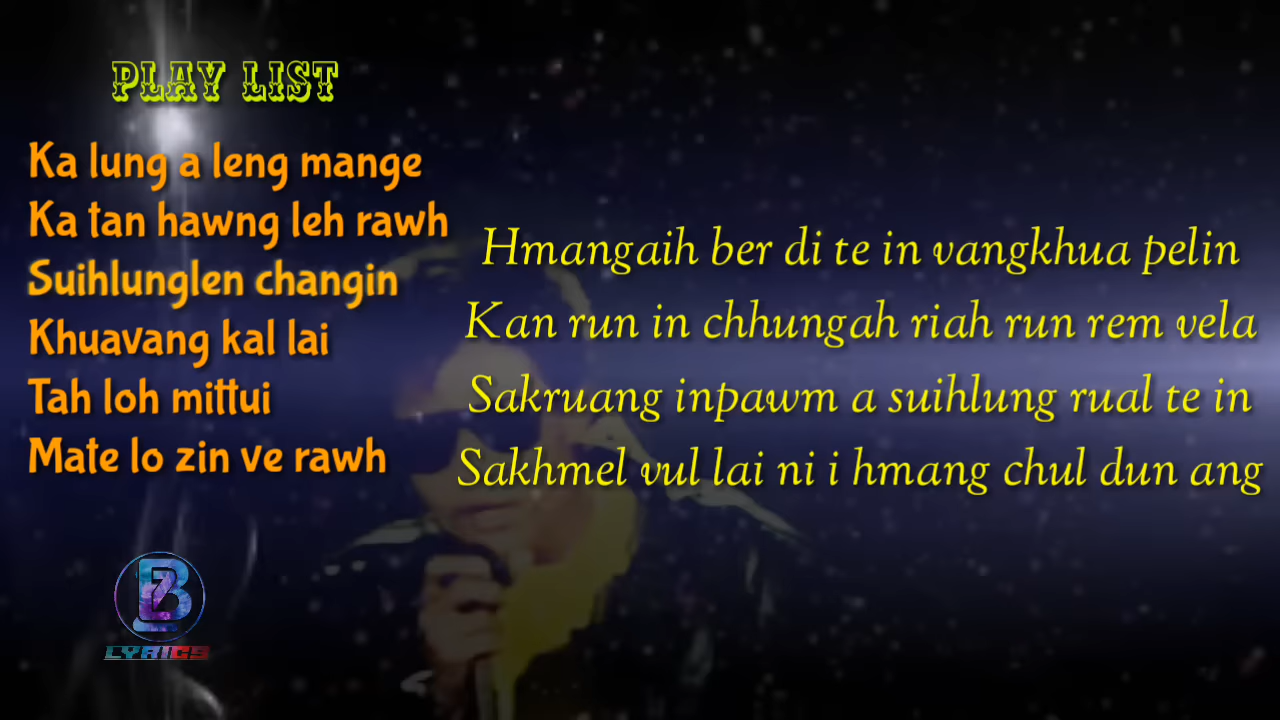 PLAY LIST
Ka lung a leng mange
Ka tan hawng leh rawh
Suihlunglen changin
Khuavang kal lai
Tah loh mittui
Mate lo zin ve rawh
Hmangaih ber di te in vangkhua pelin
Kan run in chhungah riah run rem vela
Sakruang inpawm a suihlung rual te in
Sakhmel vul lai ni i hmang chul dun ang
BZ
LYRICS